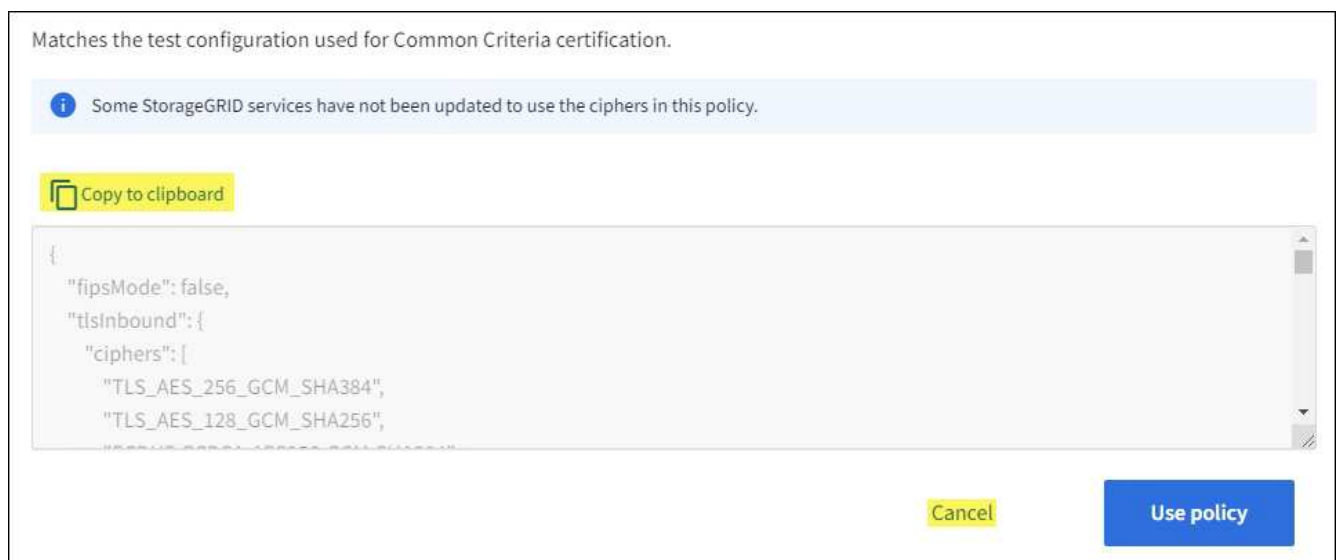 Matches the test configuration used for Common Criteria certification.
Some StorageGRID services have not been updated to use the ciphers in this policy.
Copy to clipboard
{
"fipsMode": false,
"tlsInbound": {
"ciphers": [
"TLS_AES_256_GCM_SHA384",
"TLS_AES_128_GCM_SHA256",
Cancel
Use policy